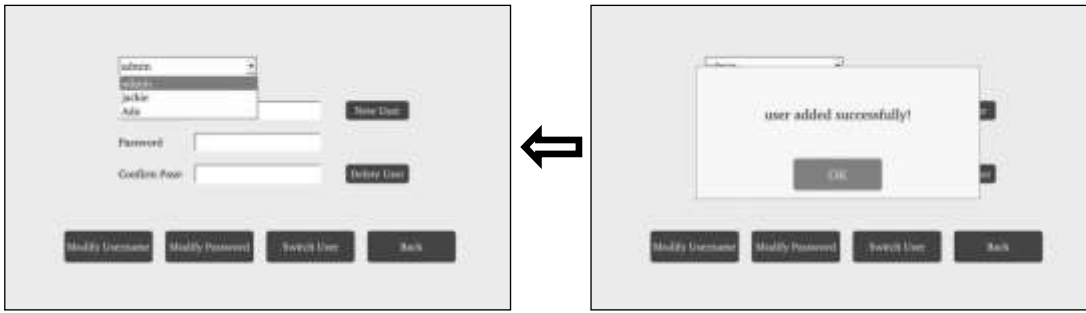 admin
admin
jackie
Ada
New User
Password
Confirm Pass
Delete User
Modify Username
Modify Password
Switch User
Back
user added successfully!
OK
Modify Username
Modify Password
Switch User
Back